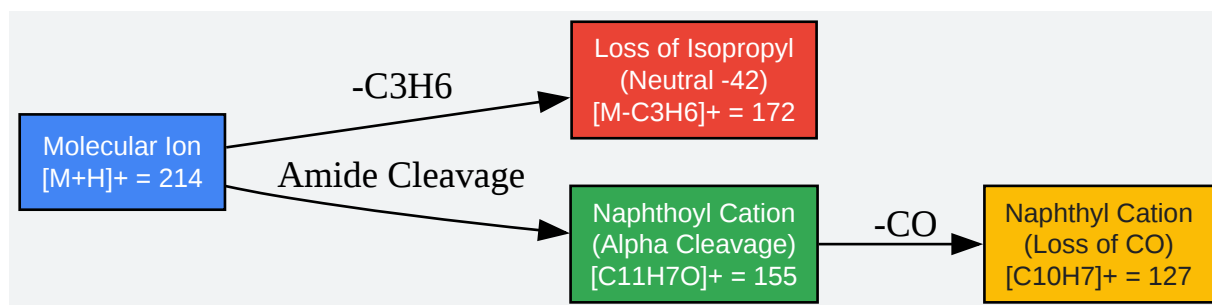 Molecular Ion
[M+H]+ = 214
-C3H6
Loss of Isopropyl
(Neutral -42)
[M-C3H6]+ = 172
Amide Cleavage
Naphthoyl Cation
(Alpha Cleavage)
[C11H7O]+ = 155
-CO
Naphthyl Cation
(Loss of CO)
[C10H7]+ = 127